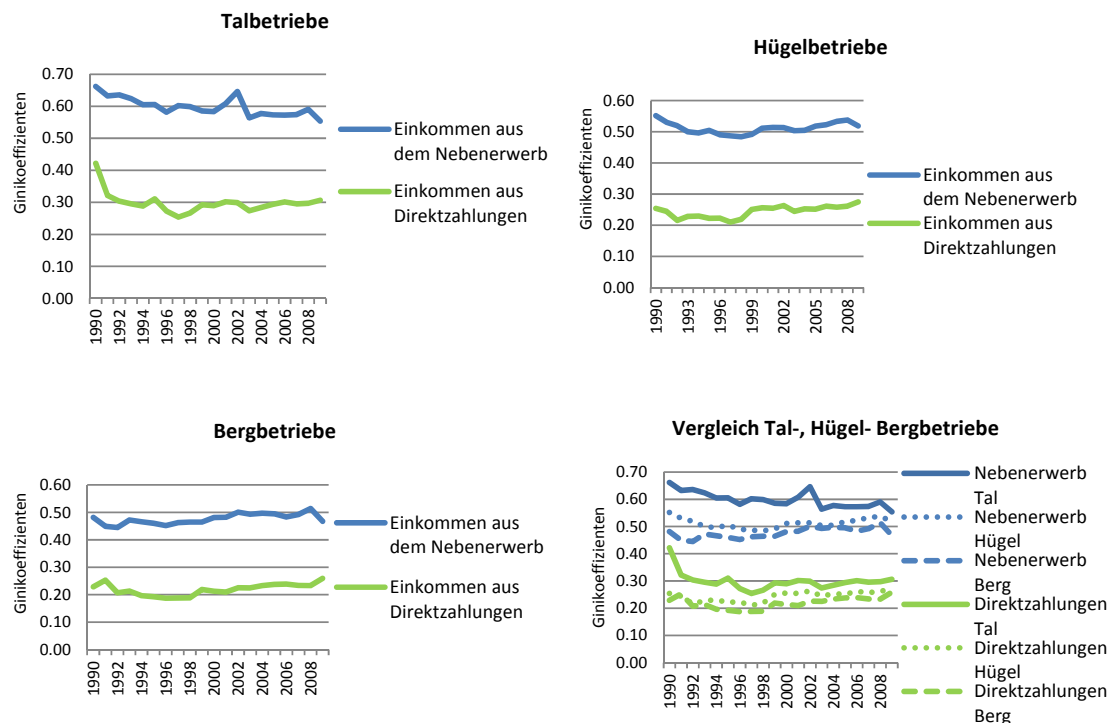 Talbetriebe
Ginikoeffizienten
0.70
0.60
0.50
0.40
0.30
0.20
0.10
0.00
1990
1992
1994
1996
1998
2000
2002
2004
2006
2008
Einkommen aus
dem Nebenerwerb
Einkommen aus
Direktzahlungen
Hügelbetriebe
Ginikoeffizienten
0.60
0.50
0.40
0.30
0.20
0.10
0.00
1990
1993
1996
1999
2002
2005
2008
Einkommen aus
dem Nebenerwerb
Einkommen aus
Direktzahlungen
Bergbetriebe
Ginikoeffizienten
0.60
0.50
0.40
0.30
0.20
0.10
0.00
1990
1992
1994
1996
1998
2000
2002
2004
2006
2008
Einkommen aus
dem Nebenerwerb
Einkommen aus
Direktzahlungen
Vergleich Tal-, Hügel- Bergbetriebe
Ginikoeffizienten
0.70
0.60
0.50
0.40
0.30
0.20
0.10
0.00
1990
1992
1994
1996
1998
2000
2002
2004
2006
2008
Nebenerwerb
Tal
Nebenerwerb
Hügel
Nebenerwerb
Berg
Direktzahlungen
Tal
Direktzahlungen
Hügel
Direktzahlungen
Berg